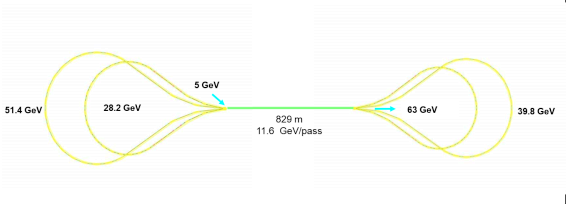 5 GeV
51.4 GeV
28.2 GeV
63 GeV
39.8 GeV
829 m
11.6 GeV/pass